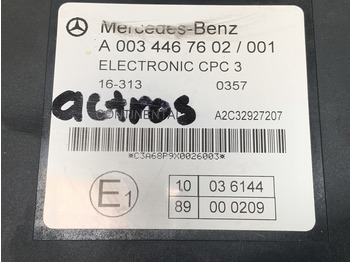 Mercedes-Benz
A 003 446 76 02 / 001
ELECTRONIC CPC 3
16-313 0357
actros
CONTINENTAL A2C32927207
*C3A68P9X0026003*
E1
10 03 6144
89 00 0209